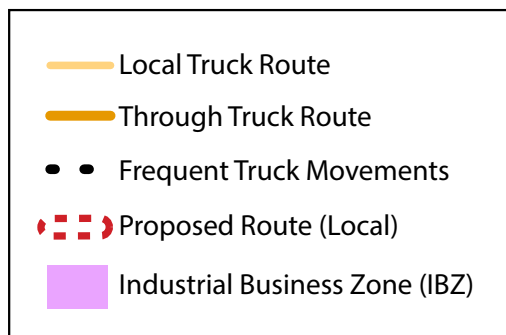 Local Truck Route
Through Truck Route
Frequent Truck Movements
Proposed Route (Local)
Industrial Business Zone (IBZ)